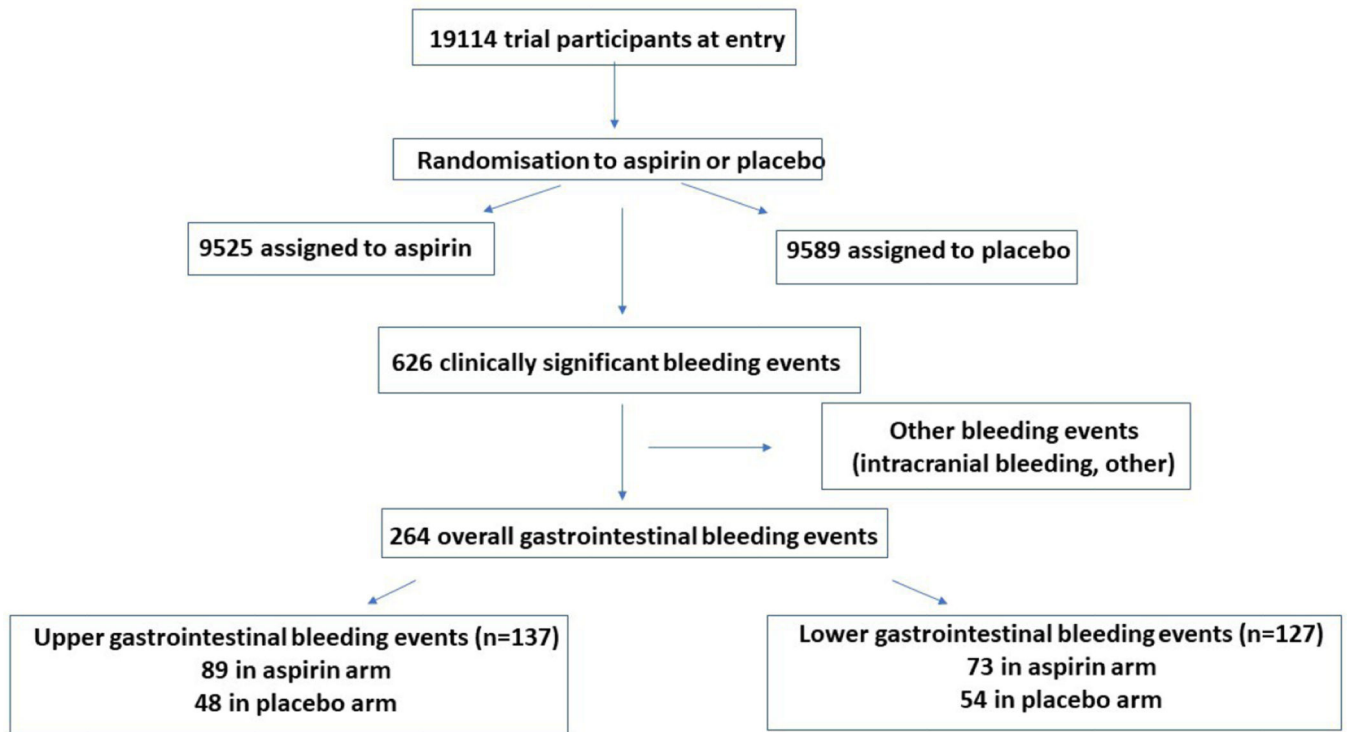 19114 trial participants at entry
Randomisation to aspirin or placebo
9525 assigned to aspirin
9589 assigned to placebo
626 clinically significant bleeding events
Other bleeding events
(intracranial bleeding, other)
264 overall gastrointestinal bleeding events
Upper gastrointestinal bleeding events (n=137)
89 in aspirin arm
48 in placebo arm
Lower gastrointestinal bleeding events (n=127)
73 in aspirin arm
54 in placebo arm